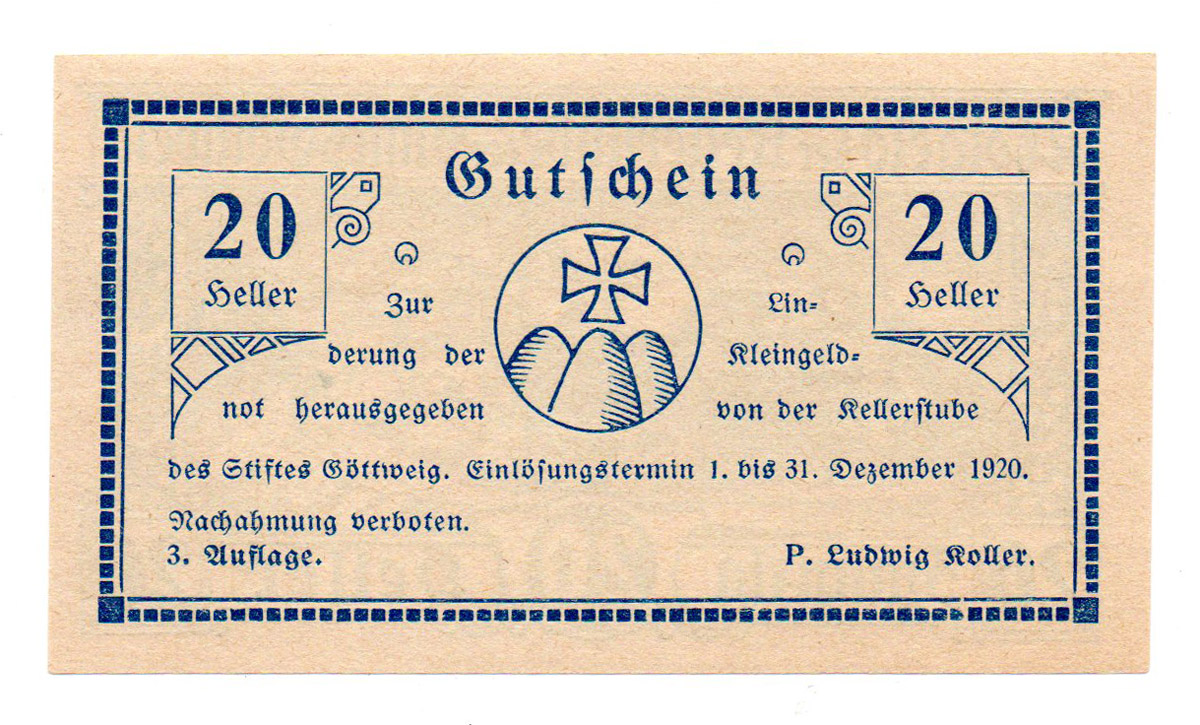 Gutschein
20 Heller
20 Heller
Zur Lin-
derung der Kleingeld-
not herausgegeben von der Kellerstube
des Stiftes Göttweig. Einlösungstermin 1. bis 31. Dezember 1920.
Nachahmung verboten.
3. Auflage. P. Ludwig Koller.